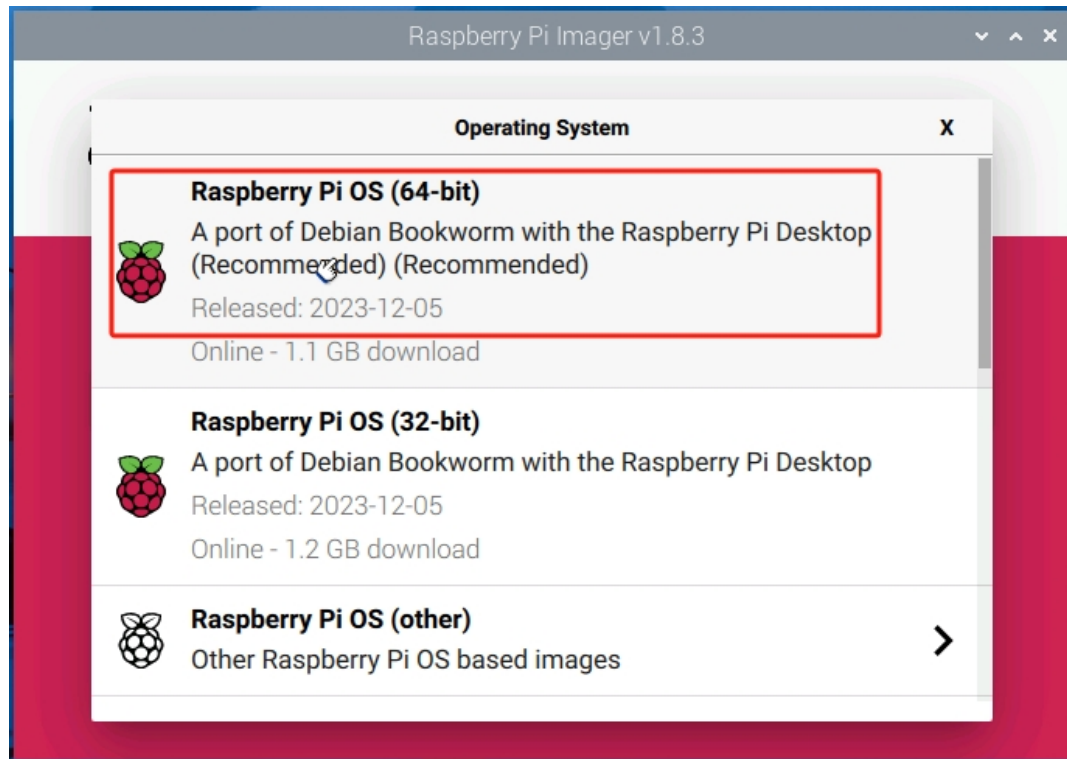 Raspberry Pi Imager v1.8.3
Operating System
X
Raspberry Pi OS (64-bit)
A port of Debian Bookworm with the Raspberry Pi Desktop
(Recommended) (Recommended)
Released: 2023-12-05
Online - 1.1 GB download
Raspberry Pi OS (32-bit)
A port of Debian Bookworm with the Raspberry Pi Desktop
Released: 2023-12-05
Online - 1.2 GB download
Raspberry Pi OS (other)
Other Raspberry Pi OS based images